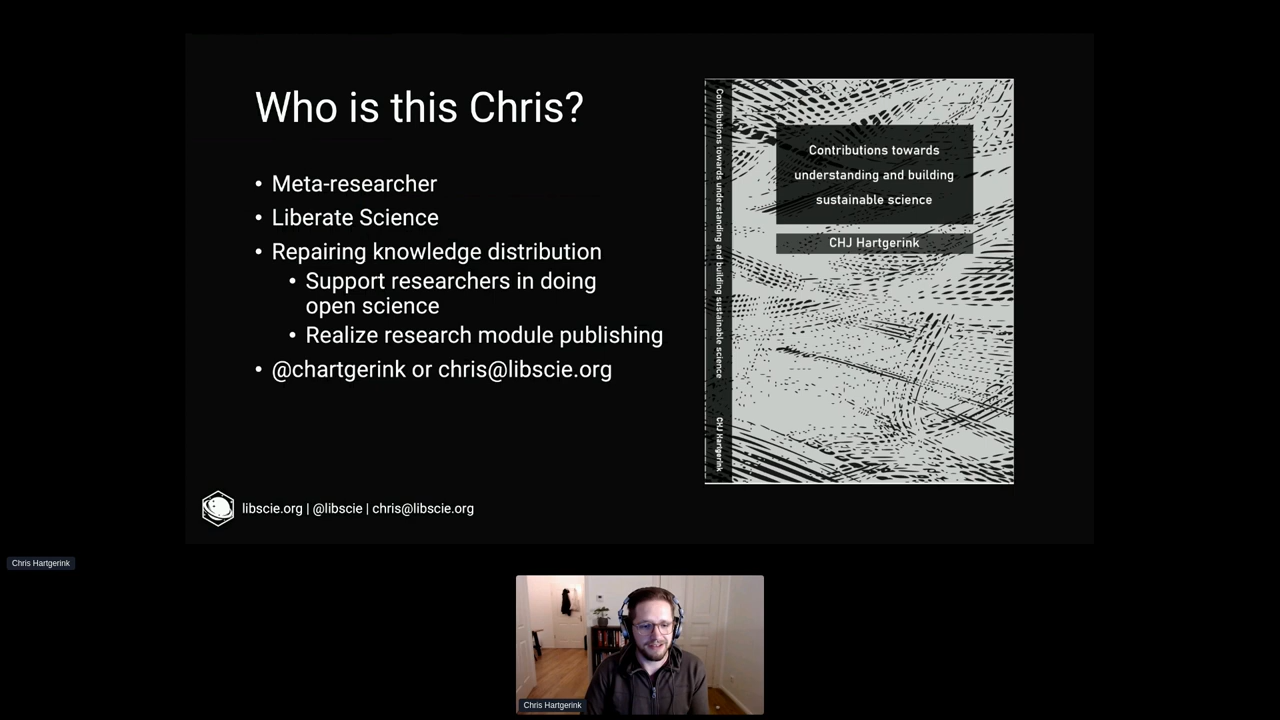 Who is this Chris?
• Meta-researcher
• Liberate Science
• Repairing knowledge distribution
• Support researchers in doing
open science
• Realize research module publishing
• @chartgerink or chris@libscie.org
Contributions towards understanding and building sustainable science
CHJ Hartgerink
Contributions towards
understanding and building
sustainable science
CHJ Hartgerink
libscie.org | @libscie | chris@libscie.org
Chris Hartgerink
Chris Hartgerink